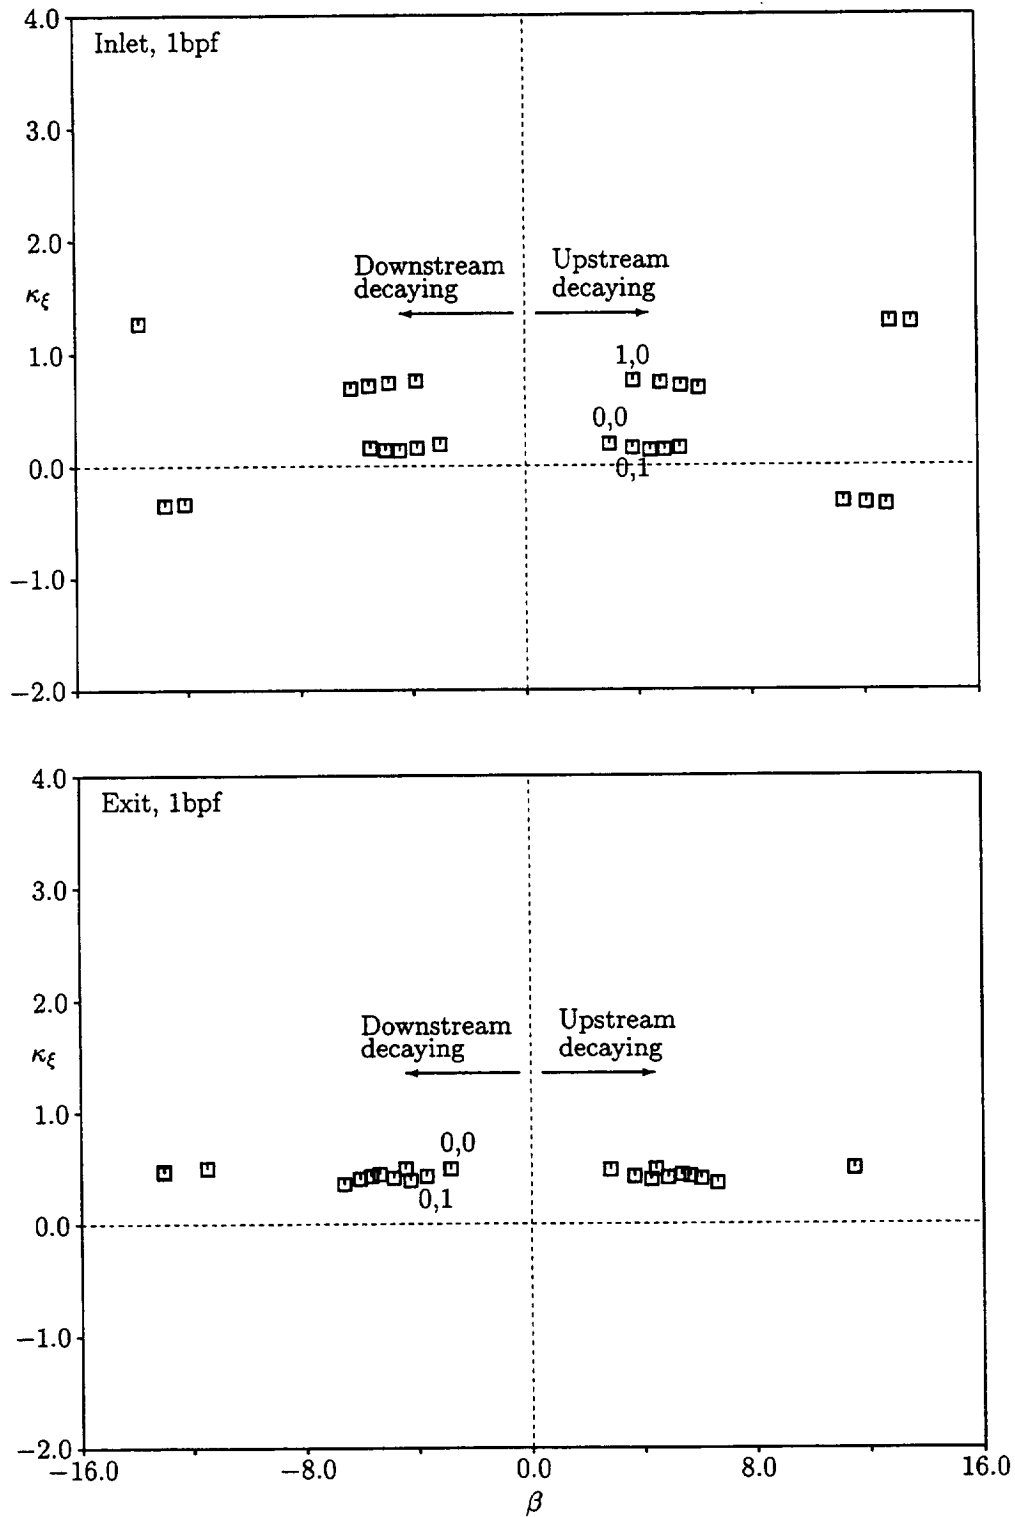 4.0
Inlet, 1bpf
3.0
2.0
Downstream
decaying
Upstream
decaying
κξ
1.0
1,0
0,0
0.0
0,1
−1.0
−2.0
4.0
Exit, 1bpf
3.0
2.0
Downstream
decaying
Upstream
decaying
κξ
1.0
0,0
0,1
0.0
−1.0
−2.0
−16.0 −8.0 0.0 8.0 16.0
β